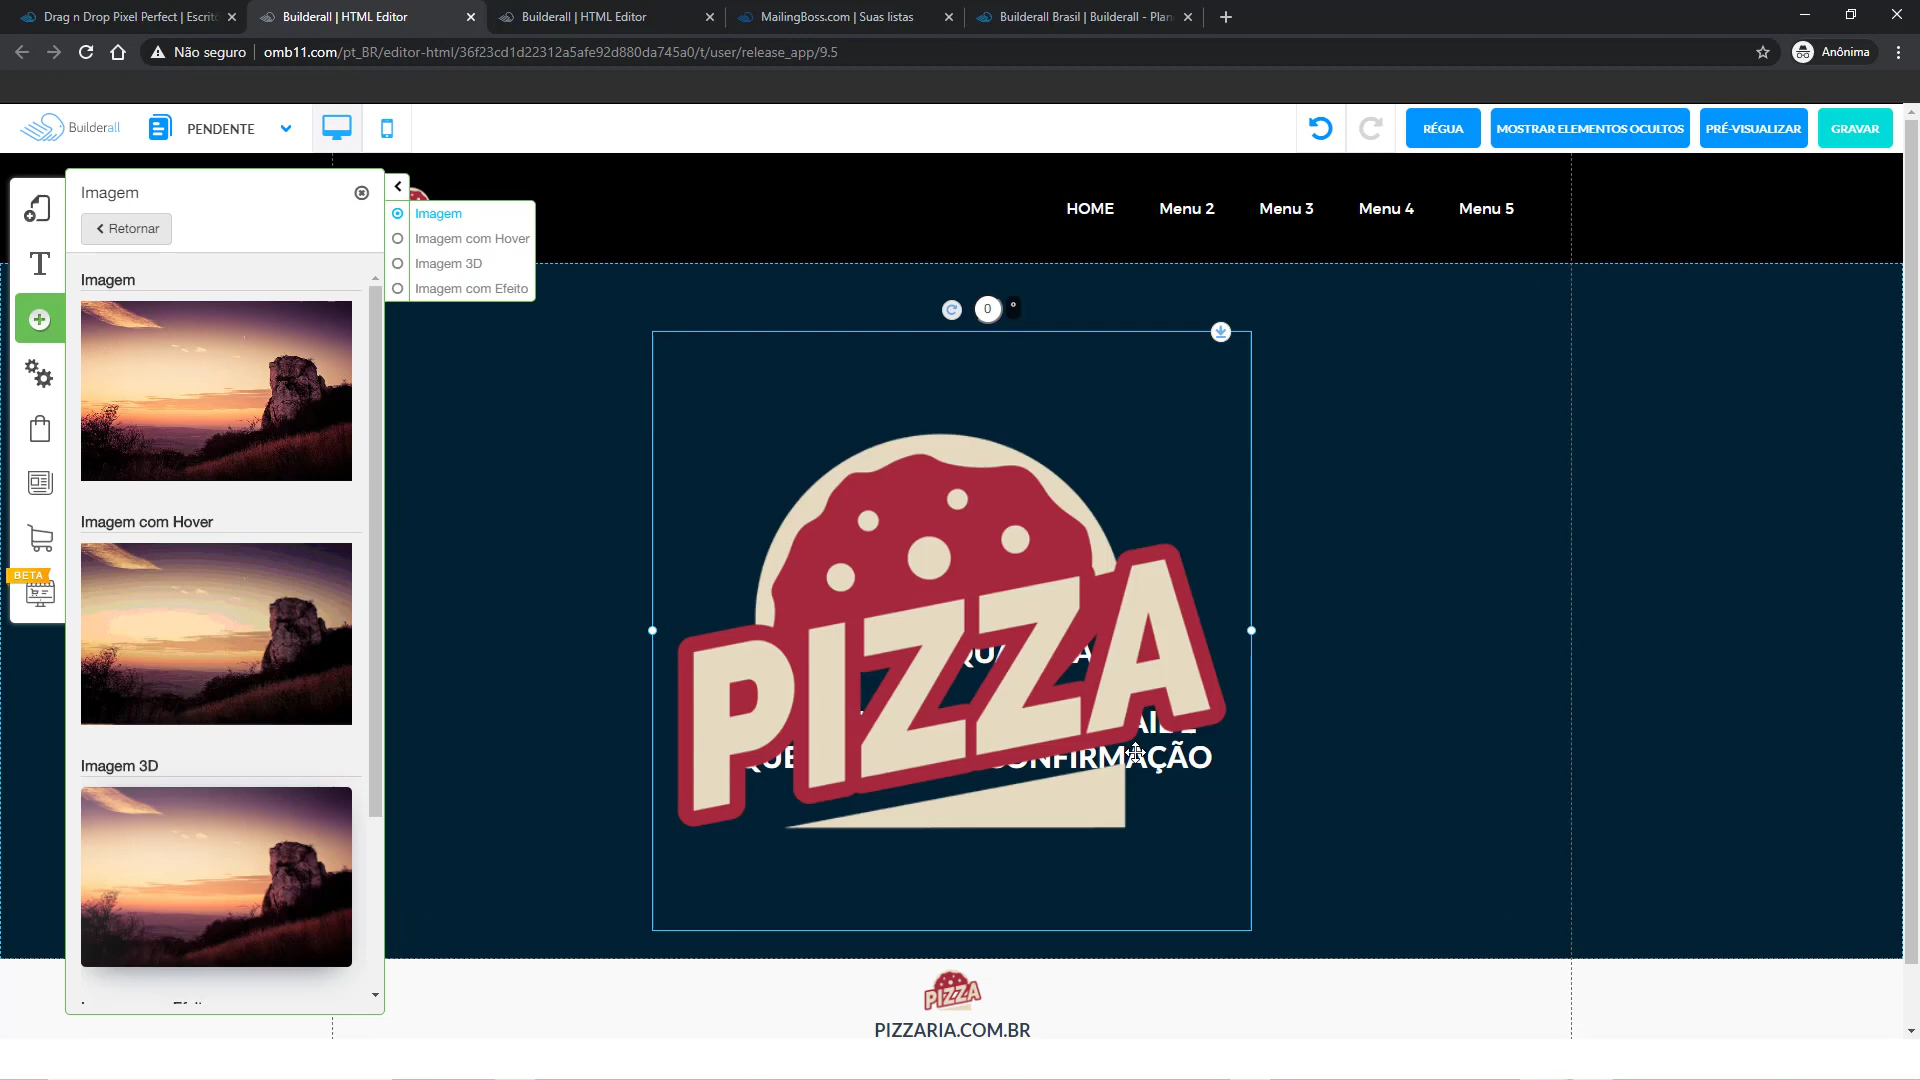 Drag n Drop Pixel Perfect | Escrit
Builderall | HTML Editor
Builderall | HTML Editor
MailingBoss.com | Suas listas
Builderall Brasil | Builderall - Plan
Não seguro
omb11.com/pt_BR/editor-html/36f23cd1d22312a5afe92d880da745a0/t/user/release_app/9.5
Anônima
Builderall
PENDENTE
RÉGUA
MOSTRAR ELEMENTOS OCULTOS
PRÉ-VISUALIZAR
GRAVAR
Imagem
Retornar
Imagem
Imagem com Hover
Imagem 3D
Imagem com Efeito
HOME
Menu 2
Menu 3
Menu 4
Menu 5
0
°
Imagem
Imagem com Hover
Imagem 3D
BETA
PIZZA
PIZZA
PIZZARIA.COM.BR